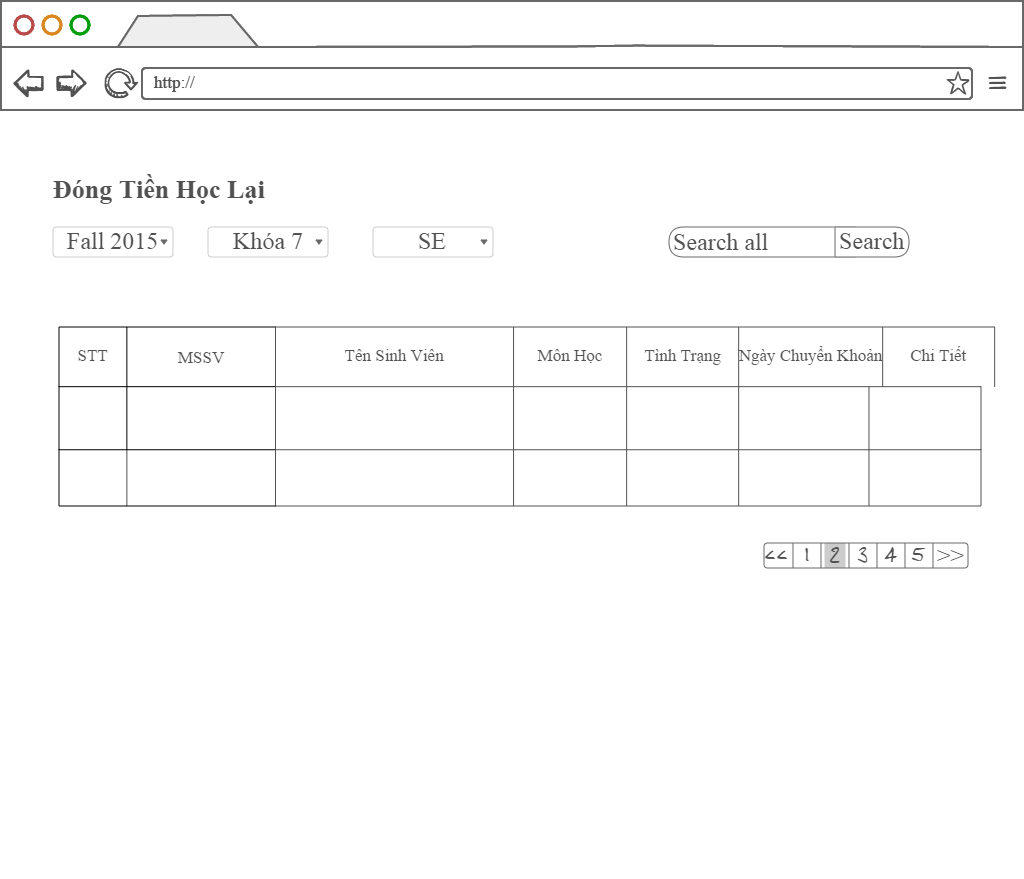 http://
Đóng Tiền Học Lại
Fall 2015 Khóa 7 SE Search all Search
STT MSSV Tên Sinh Viên Môn Học Tình Trạng Ngày Chuyển Khoản Chi Tiết
<< 1 2 3 4 5 >>